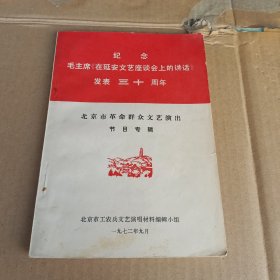 纪念
毛主席《在延安文艺座谈会上的讲话》
发表三十周年
北京市革命群众文艺演出
节目专辑
北京市工农兵文艺演唱材料编辑小组
一九七二年九月